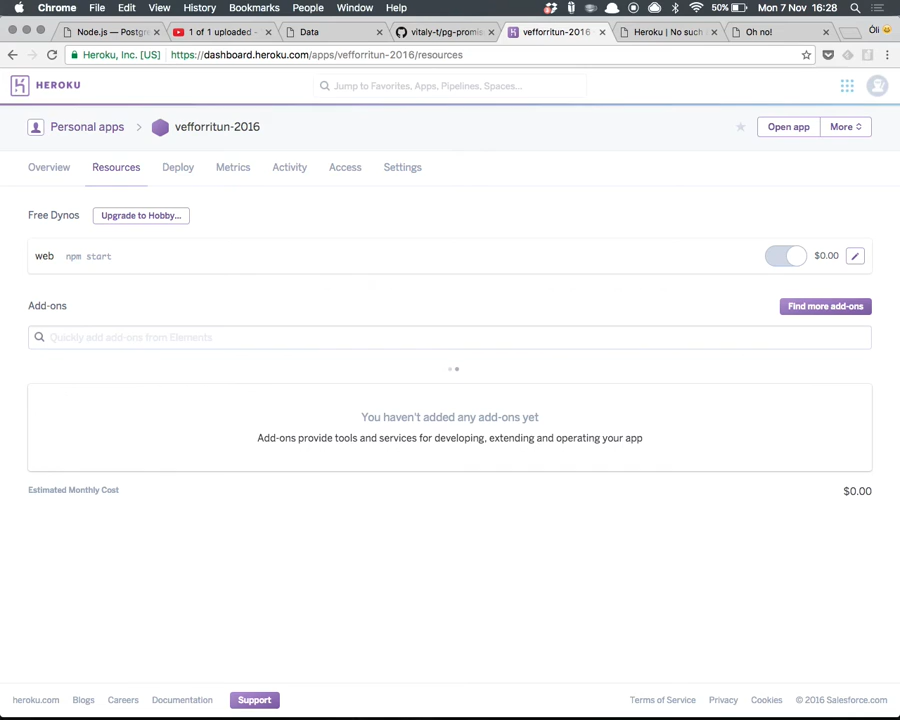 Chrome File Edit View History Bookmarks People Window Help 50% Mon 7 Nov 16:28
Node.js — Postgr 1 of 1 uploaded - Data vitaly-t/pg-promis vefforritun-2016 Heroku | No such Oh no! Óli
Heroku, Inc. [US] https://dashboard.heroku.com/apps/vefforritun-2016/resources
HEROKU Jump to Favorites, Apps, Pipelines, Spaces...
Personal apps vefforritun-2016 Open app More
Overview Resources Deploy Metrics Activity Access Settings
Free Dynos Upgrade to Hobby...
web npm start $0.00
Add-ons Find more add-ons
Quickly add add-ons from Elements
You haven't added any add-ons yet
Add-ons provide tools and services for developing, extending and operating your app
Estimated Monthly Cost $0.00
heroku.com Blogs Careers Documentation Support Terms of Service Privacy Cookies © 2016 Salesforce.com